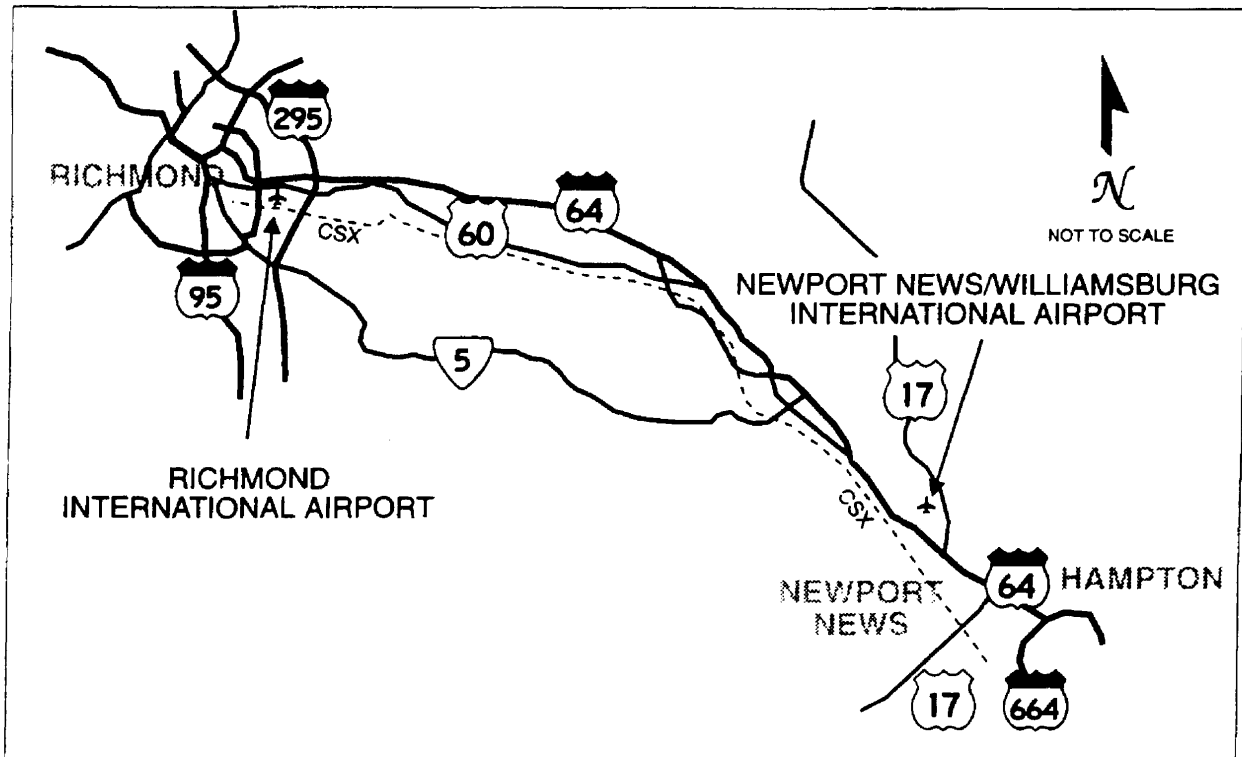 295
RICHMOND
64
N
NOT TO SCALE
CSX
60
95
NEWPORT NEWS/WILLIAMSBURG
INTERNATIONAL AIRPORT
5
17
RICHMOND
INTERNATIONAL AIRPORT
CSX
64
HAMPTON
NEWPORT
NEWS
17
664